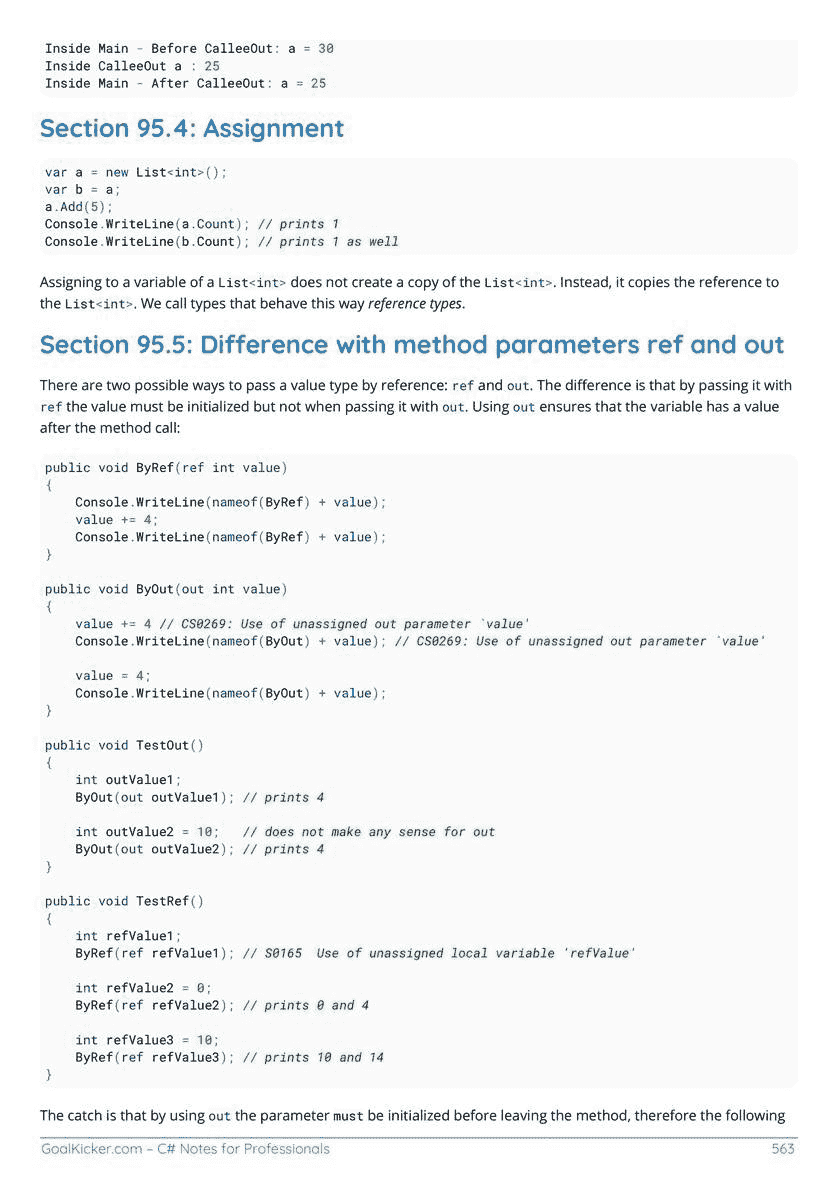 Inside Main - Before CalleeOut: a = 30
Inside CalleeOut a : 25
Inside Main - After CalleeOut: a = 25
Section 95.4: Assignment
var a = new List<int>();
var b = a;
a.Add(5);
Console.WriteLine(a.Count); // prints 1
Console.WriteLine(b.Count); // prints 1 as well
Assigning to a variable of a List<int> does not create a copy of the List<int>. Instead, it copies the reference to
the List<int>. We call types that behave this way reference types.
Section 95.5: Difference with method parameters ref and out
There are two possible ways to pass a value type by reference: ref and out. The difference is that by passing it with
ref the value must be initialized but not when passing it with out. Using out ensures that the variable has a value
after the method call:
public void ByRef(ref int value)
{
    Console.WriteLine(nameof(ByRef) + value);
    value += 4;
    Console.WriteLine(nameof(ByRef) + value);
}
public void ByOut(out int value)
{
    value += 4 // CS0269: Use of unassigned out parameter `value'
    Console.WriteLine(nameof(ByOut) + value); // CS0269: Use of unassigned out parameter `value'
    value = 4;
    Console.WriteLine(nameof(ByOut) + value);
}
public void TestOut()
{
    int outValue1;
    ByOut(out outValue1); // prints 4
    int outValue2 = 10;   // does not make any sense for out
    ByOut(out outValue2); // prints 4
}
public void TestRef()
{
    int refValue1;
    ByRef(ref refValue1); // S0165  Use of unassigned local variable 'refValue'
    int refValue2 = 0;
    ByRef(ref refValue2); // prints 0 and 4
    int refValue3 = 10;
    ByRef(ref refValue3); // prints 10 and 14
}
The catch is that by using out the parameter must be initialized before leaving the method, therefore the following
GoalKicker.com – C# Notes for Professionals 563